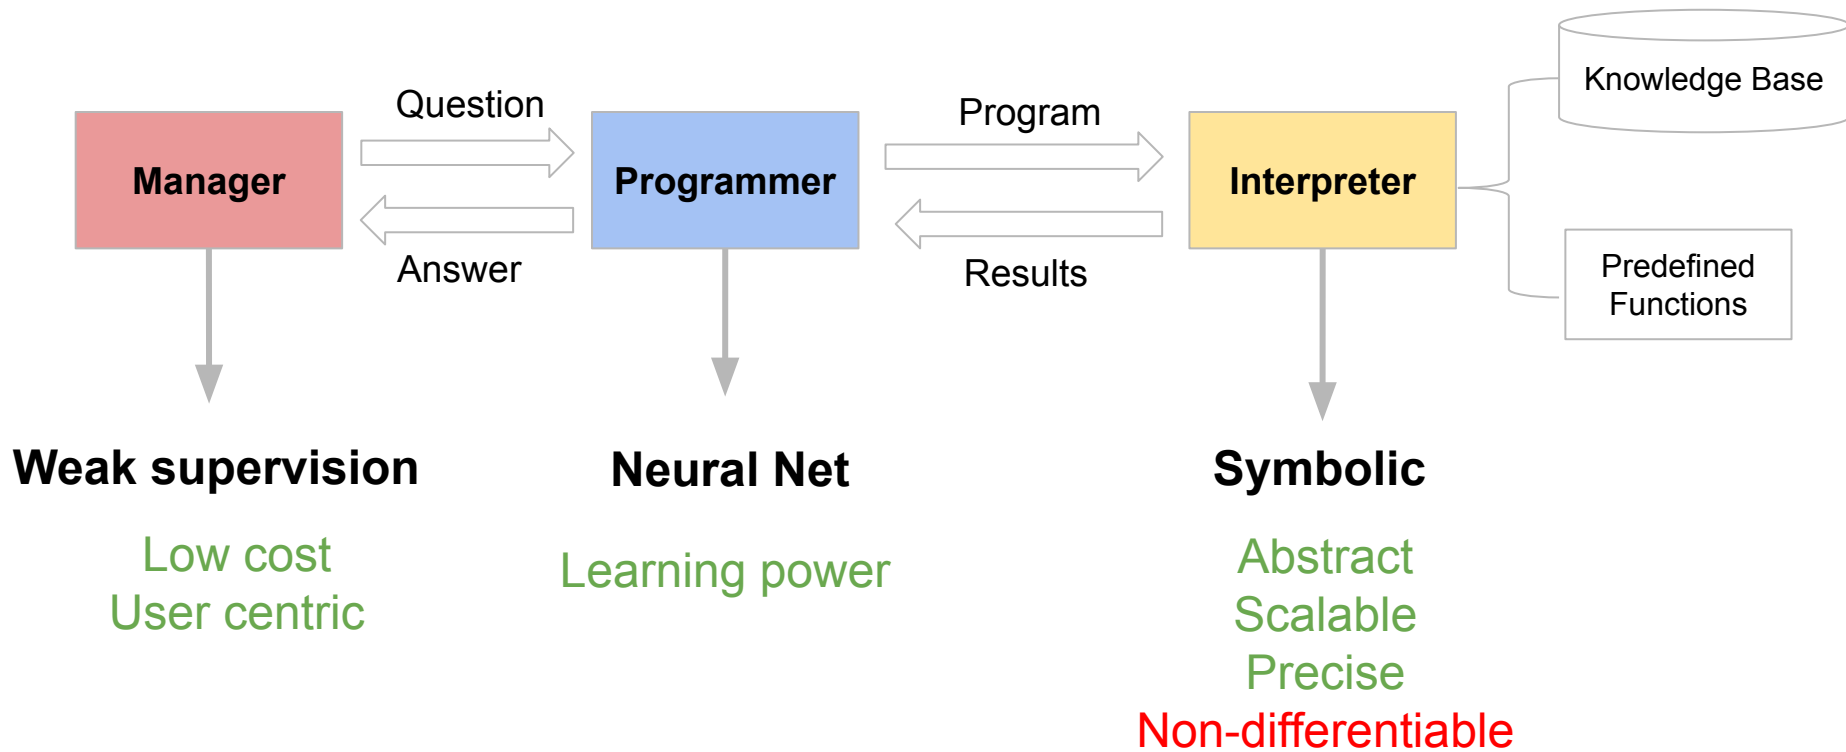 Knowledge Base
Question
Program
Manager
Programmer
Interpreter
Answer
Results
Predefined
Functions
Weak supervision
Neural Net
Symbolic
Low cost
User centric
Learning power
Abstract
Scalable
Precise
Non-differentiable